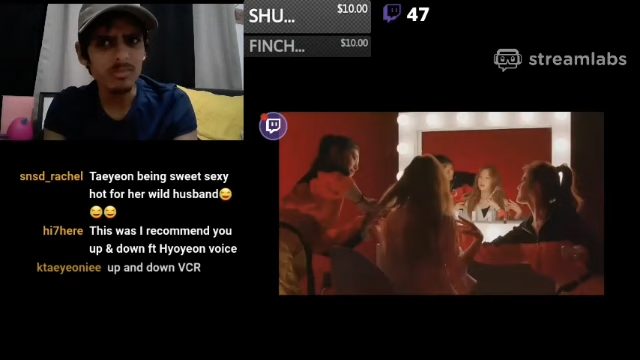 SHU... $10.00
FINCH... $10.00
47
streamlabs
snsd_rachel Taeyeon being sweet sexy
hot for her wild husband😅
😅😅
hi7here This was I recommend you
up & down ft Hyoyeon voice
ktaeyeoniee up and down VCR